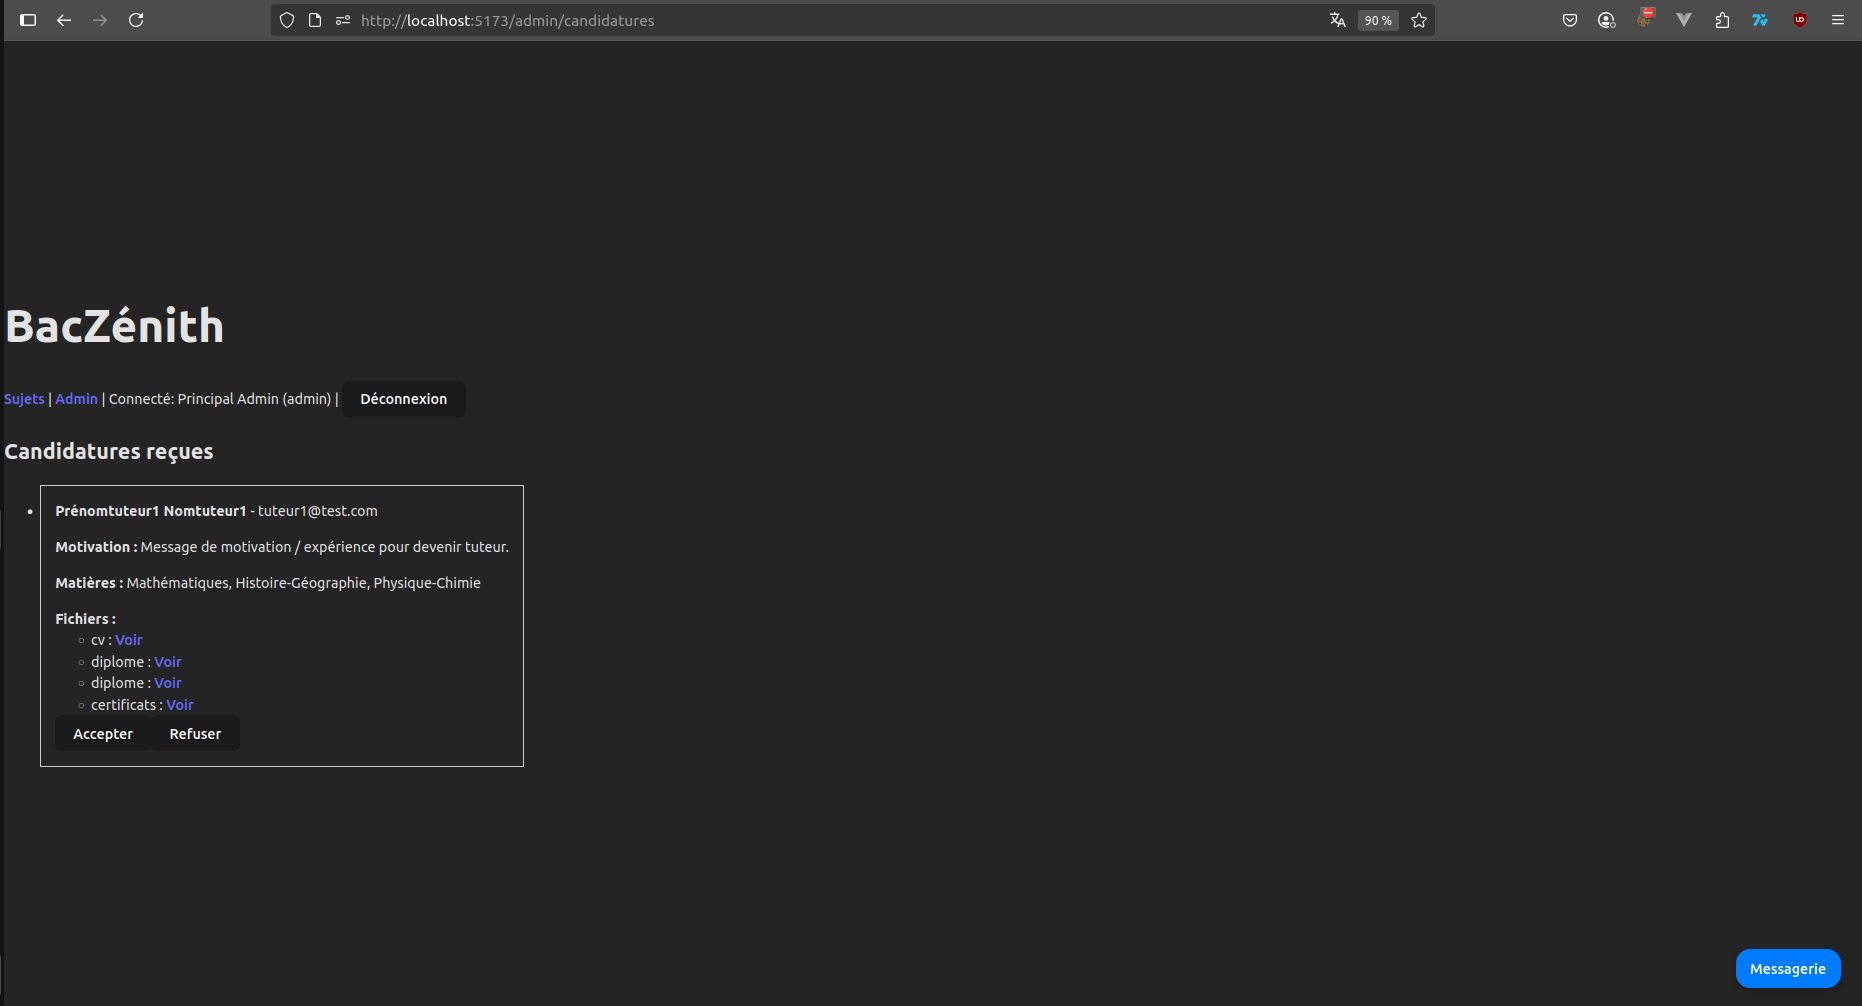 http://localhost:5173/admin/candidatures
90 %
BacZénith
Sujets | Admin | Connecté: Principal Admin (admin) | Déconnexion
Candidatures reçues
• Prénomtuteur1 Nomtuteur1 - tuteur1@test.com
Motivation : Message de motivation / expérience pour devenir tuteur.
Matières : Mathématiques, Histoire-Géographie, Physique-Chimie
Fichiers :
◦ cv : Voir
◦ diplome : Voir
◦ diplome : Voir
◦ certificats : Voir
Accepter Refuser
Messagerie